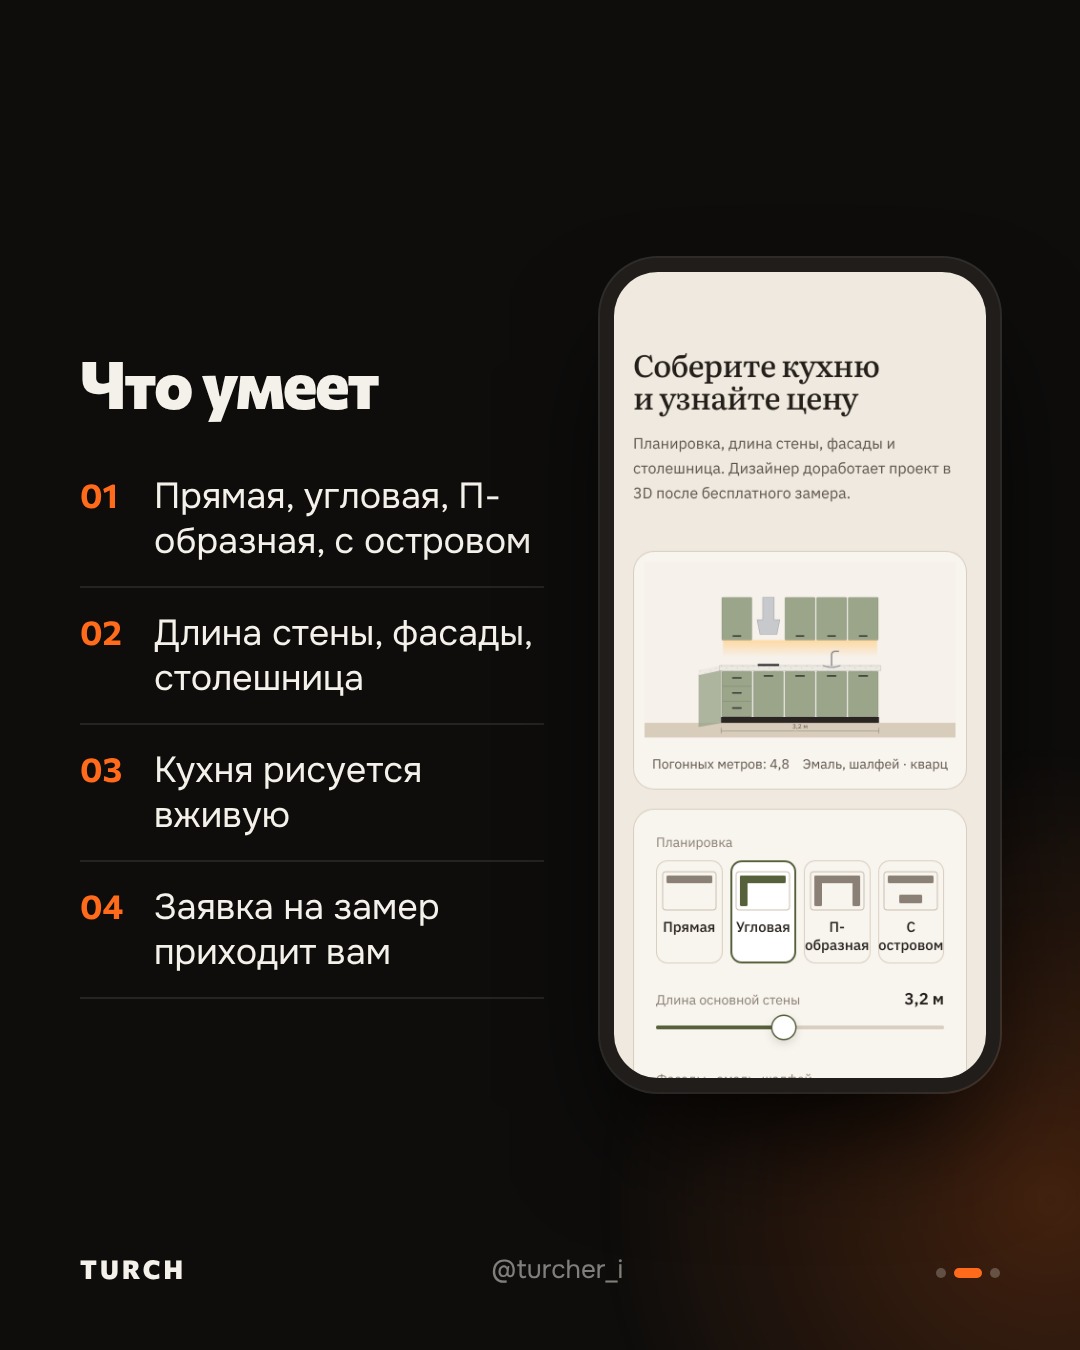 Что умеет
01 Прямая, угловая, П-
образная, с островом
02 Длина стены, фасады,
столешница
03 Кухня рисуется
вживую
04 Заявка на замер
приходит вам
Соберите кухню
и узнайте цену
Планировка, длина стены, фасады и
столешница. Дизайнер доработает проект в
3D после бесплатного замера.
3,2 м
Погонных метров: 4,8 Эмаль, шалфей · кварц
Планировка
Прямая
Угловая
П-
образная
С
островом
Длина основной стены 3,2 м
TURCH
@turcher_i